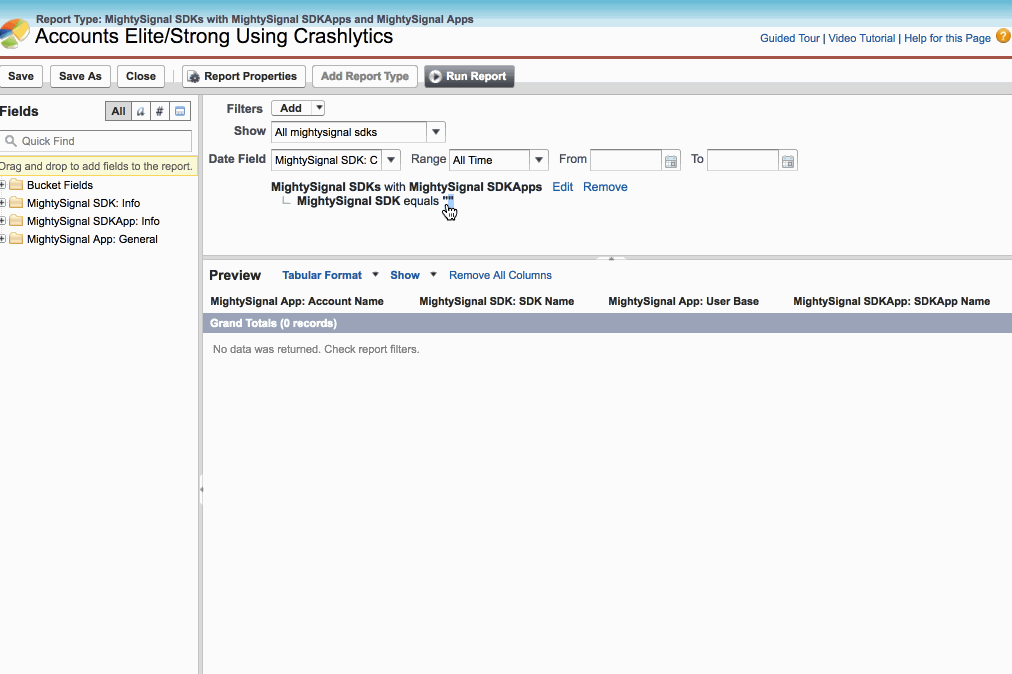 Report Type: MightySignal SDKs with MightySignal SDKApps and MightySignal Apps
Accounts Elite/Strong Using Crashlytics
Guided Tour | Video Tutorial | Help for this Page ?
Save Save As Close Report Properties Add Report Type Run Report
Fields All a #
Quick Find
Drag and drop to add fields to the report.
Bucket Fields
MightySignal SDK: Info
MightySignal SDKApp: Info
MightySignal App: General
Filters Add
Show All mightysignal sdks
Date Field MightySignal SDK: C Range All Time From To
MightySignal SDKs with MightySignal SDKApps Edit Remove
MightySignal SDK equals ""
Preview Tabular Format Show Remove All Columns
MightySignal App: Account Name MightySignal SDK: SDK Name MightySignal App: User Base MightySignal SDKApp: SDKApp Name
Grand Totals (0 records)
No data was returned. Check report filters.